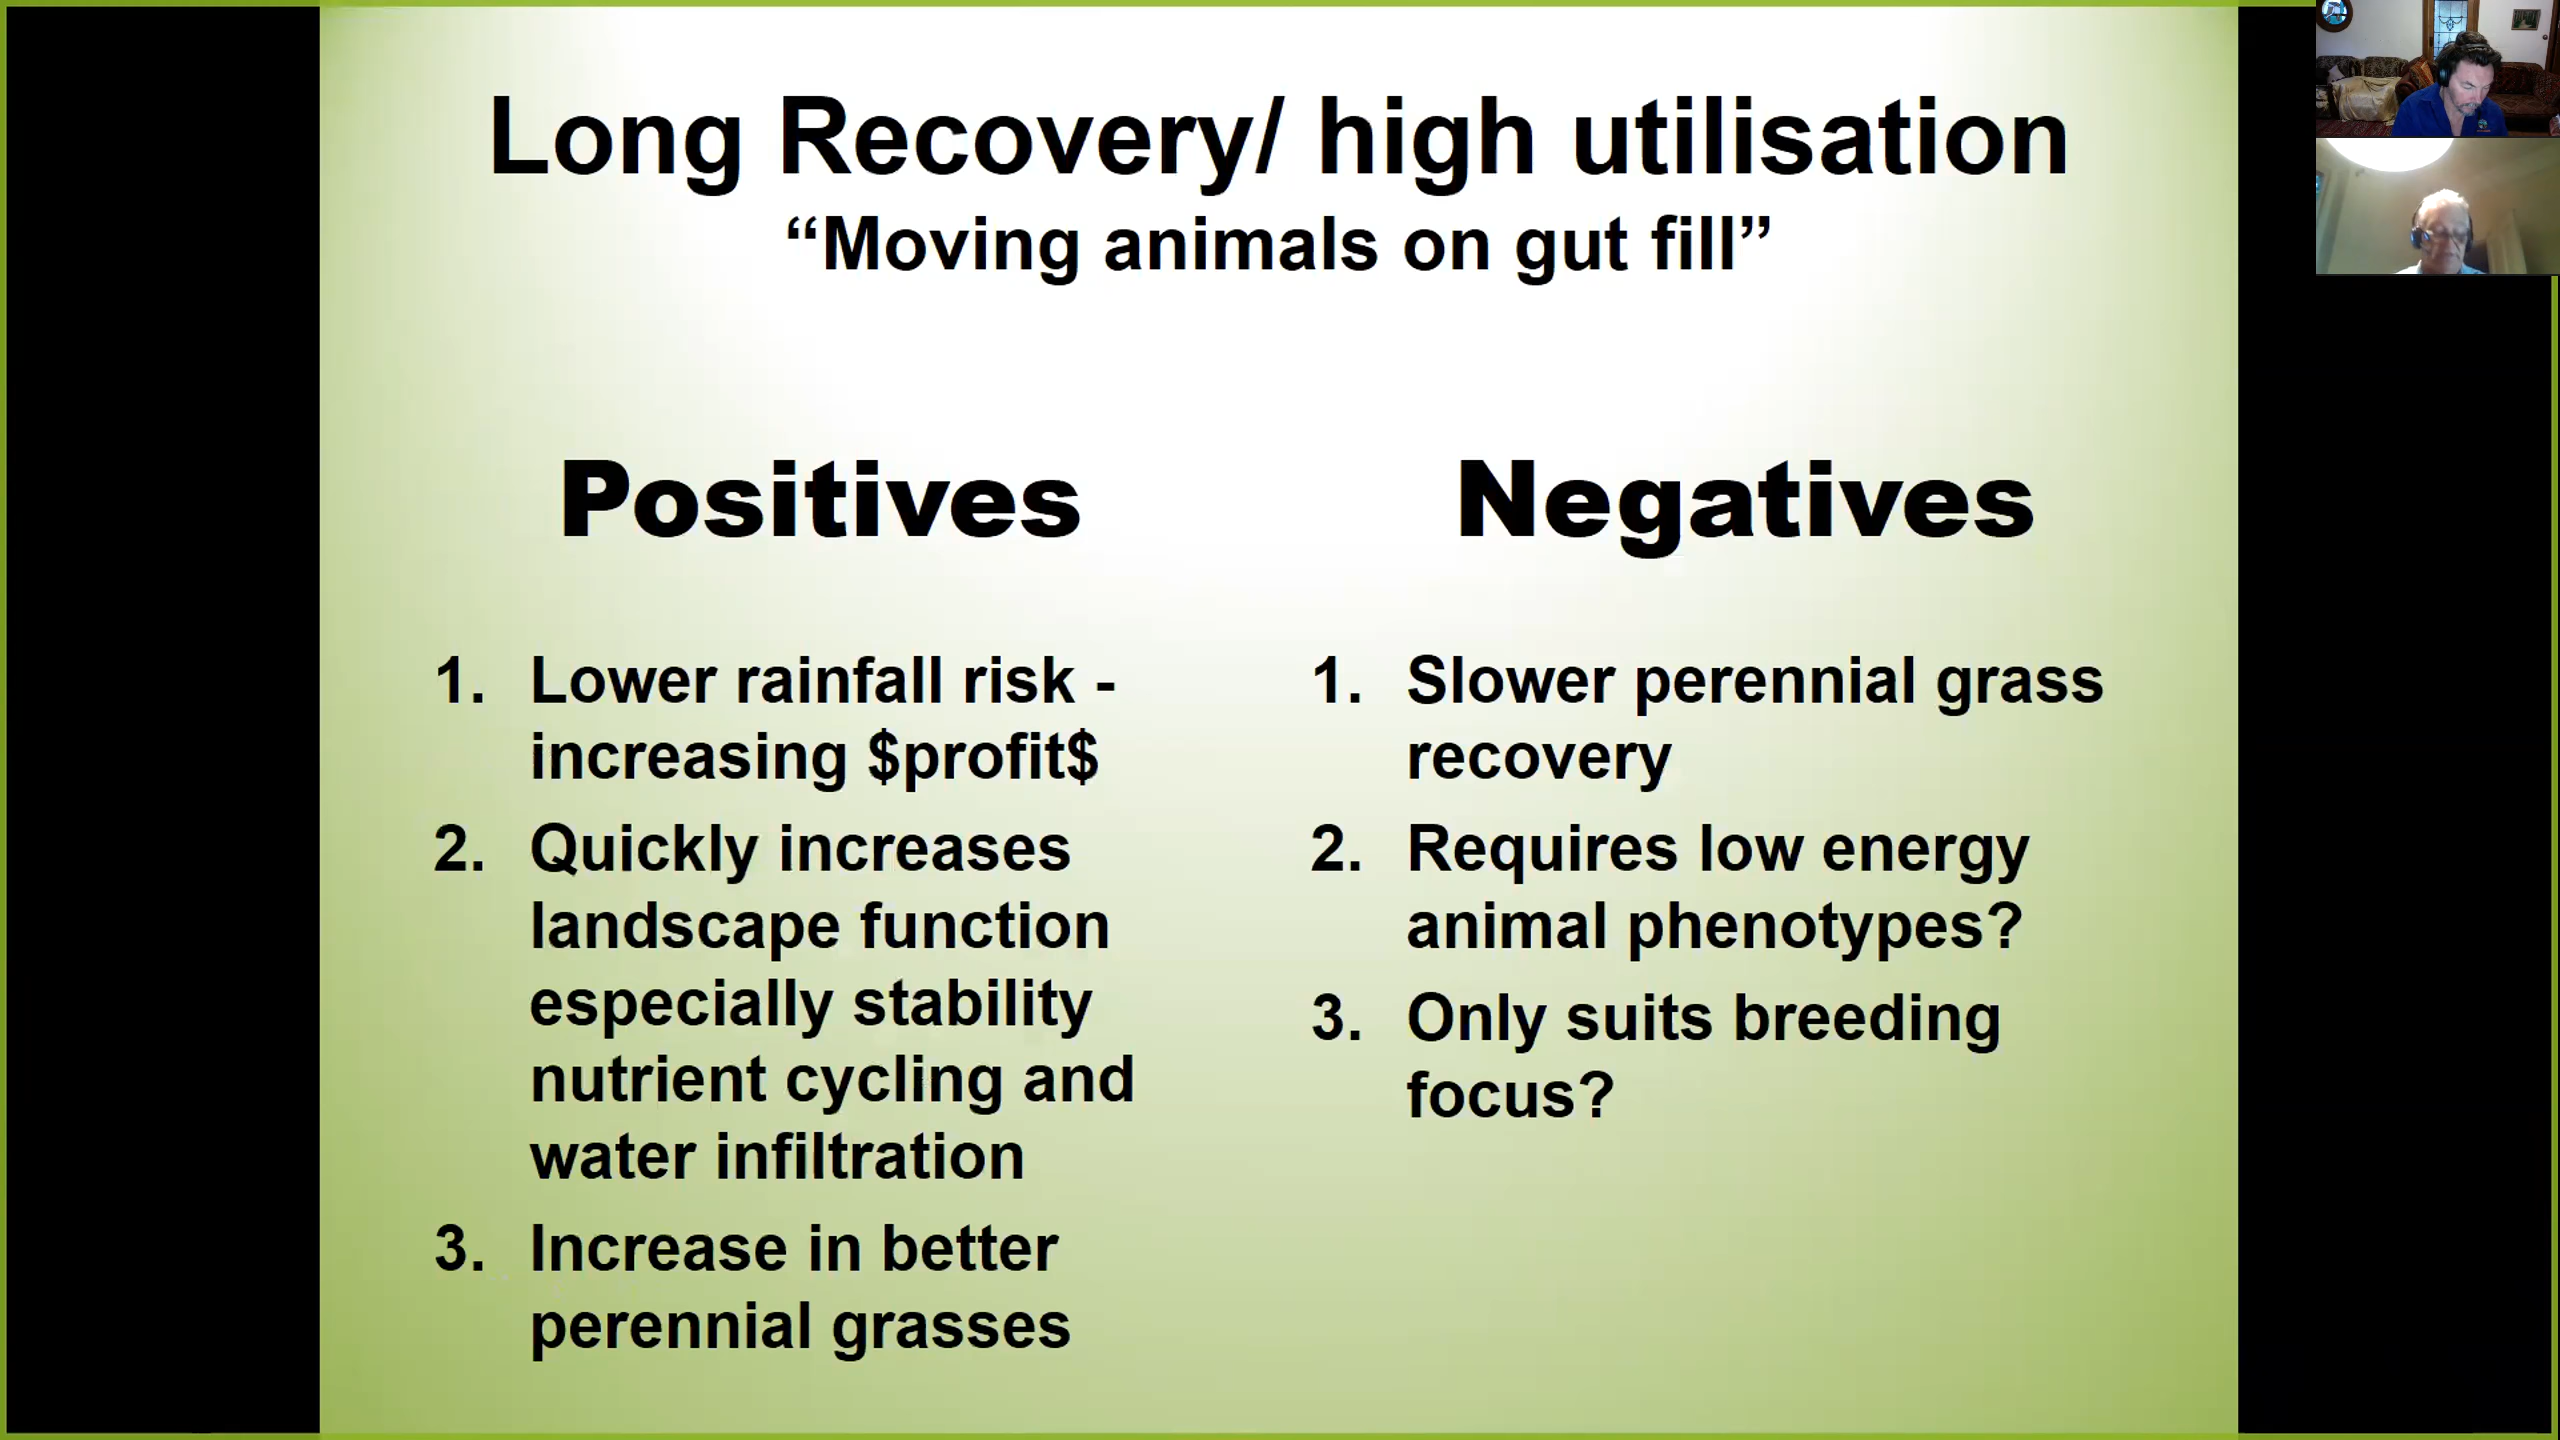 Long Recovery/ high utilisation
“Moving animals on gut fill”
Positives
1. Lower rainfall risk -
increasing $profit$
2. Quickly increases
landscape function
especially stability
nutrient cycling and
water infiltration
3. Increase in better
perennial grasses
Negatives
1. Slower perennial grass
recovery
2. Requires low energy
animal phenotypes?
3. Only suits breeding
focus?